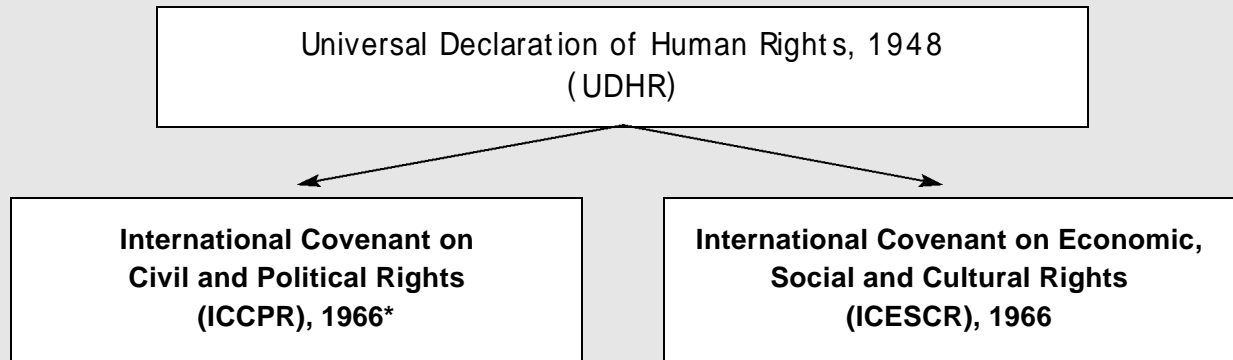 Universal Declaration of Human Rights, 1948
(UDHR)
International Covenant on
Civil and Political Rights
(ICCPR), 1966*
International Covenant on Economic,
Social and Cultural Rights
(ICESCR), 1966